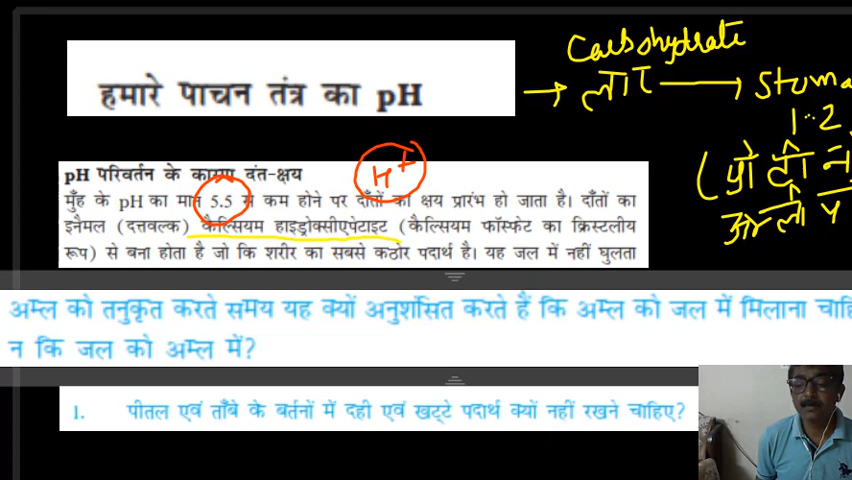 Carbohydrate
→ लार → Stoma
1.2
हमारे पाचन तंत्र का pH
H+
pH परिवर्तन के कारण दंत-क्षय
मुँह के pH का मान 5.5 से कम होने पर दाँतों का क्षय प्रारंभ हो जाता है। दाँतों का
इनैमल (दत्तवल्क) कैल्सियम हाइड्रोक्सीएपेटाइट (कैल्सियम फॉस्फेट का क्रिस्टलीय
रूप) से बना होता है जो कि शरीर का सबसे कठोर पदार्थ है। यह जल में नहीं घुलता
अम्ल को तनुकृत करते समय यह क्यों अनुशंसित करते हैं कि अम्ल को जल में मिलाना चाहि
न कि जल को अम्ल में?
1. पीतल एवं ताँबे के बर्तनों में दही एवं खट्टे पदार्थ क्यों नहीं रखने चाहिए?